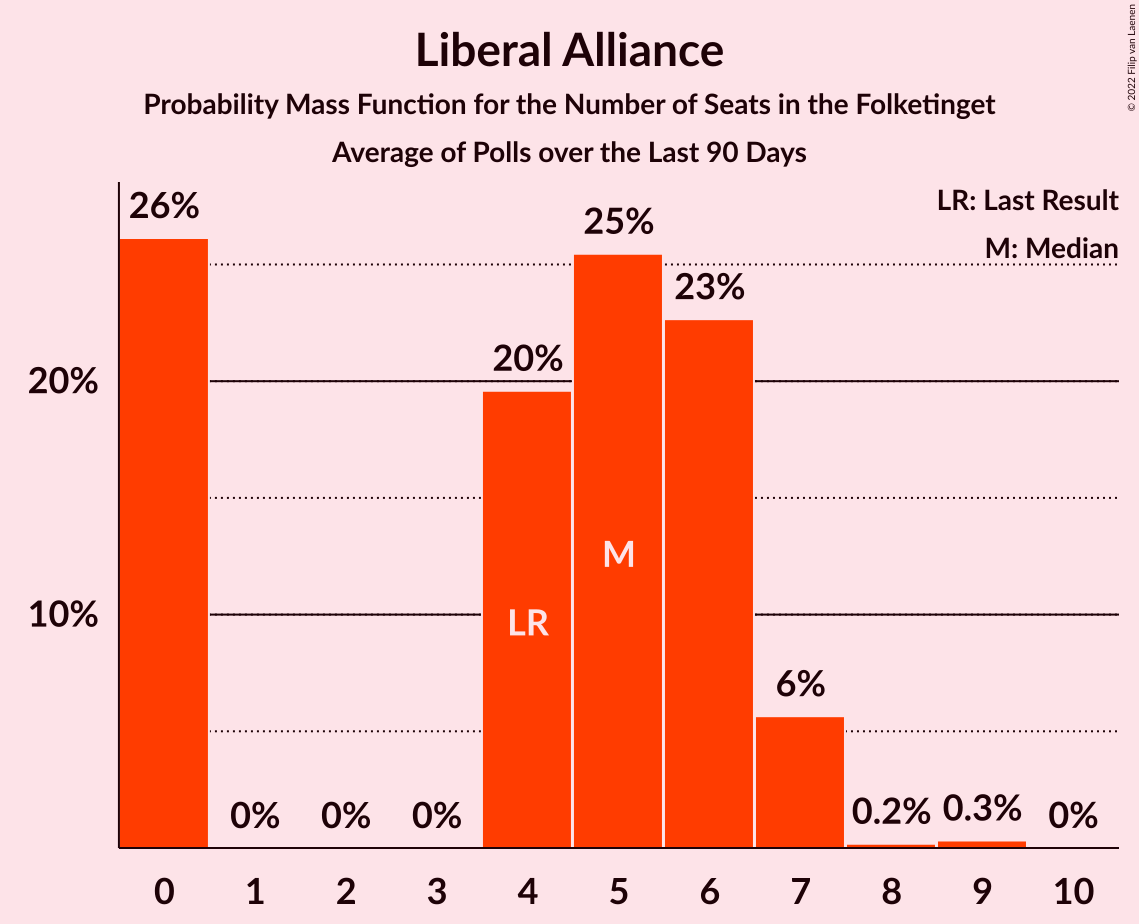 Liberal Alliance
Probability Mass Function for the Number of Seats in the Folketinget
Average of Polls over the Last 90 Days
© 2022 Filip van Laenen
LR: Last Result
M: Median
26%
0%
0%
0%
20%
25%
23%
6%
0.2%
0.3%
0%
20%
10%
LR
M
0 1 2 3 4 5 6 7 8 9 10